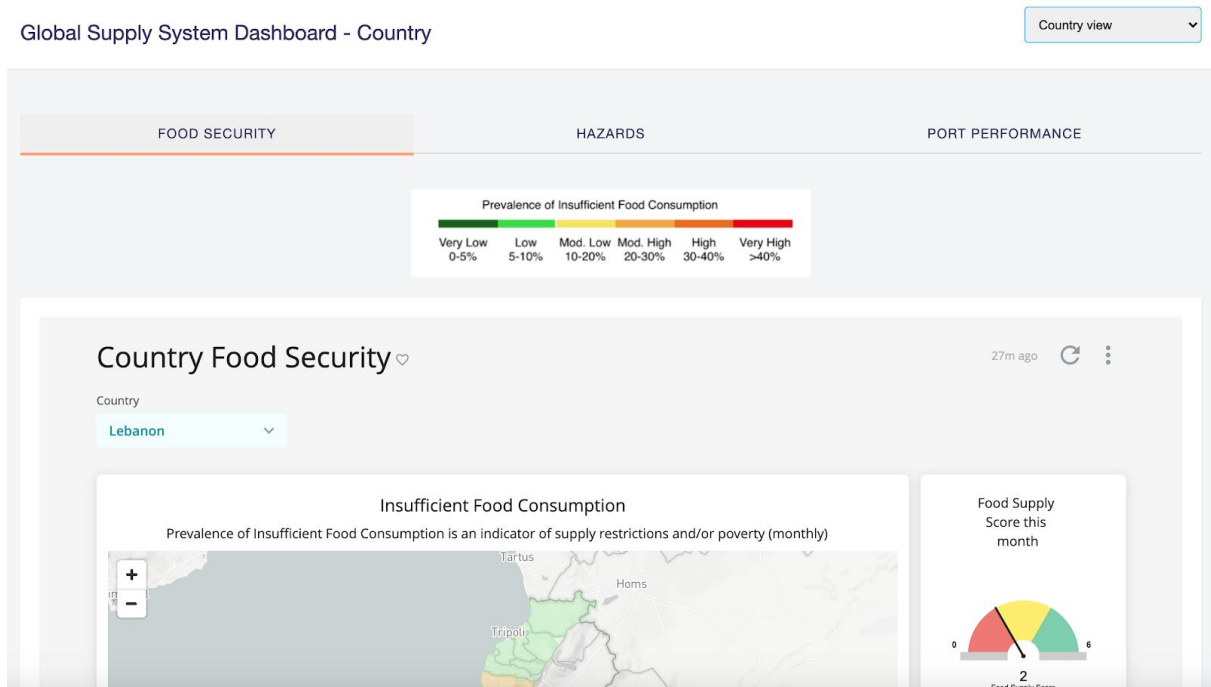 Global Supply System Dashboard - Country
Country view
FOOD SECURITY
HAZARDS
PORT PERFORMANCE
Prevalence of Insufficient Food Consumption
Very Low Low Mod. Low Mod. High High Very High
0-5% 5-10% 10-20% 20-30% 30-40% >40%
Country Food Security
27m ago
Country
Lebanon
Insufficient Food Consumption
Prevalence of Insufficient Food Consumption is an indicator of supply restrictions and/or poverty (monthly)
+
−
Tartus
Homs
Tripoli
Food Supply
Score this
month
0
6
2
Food Supply Score